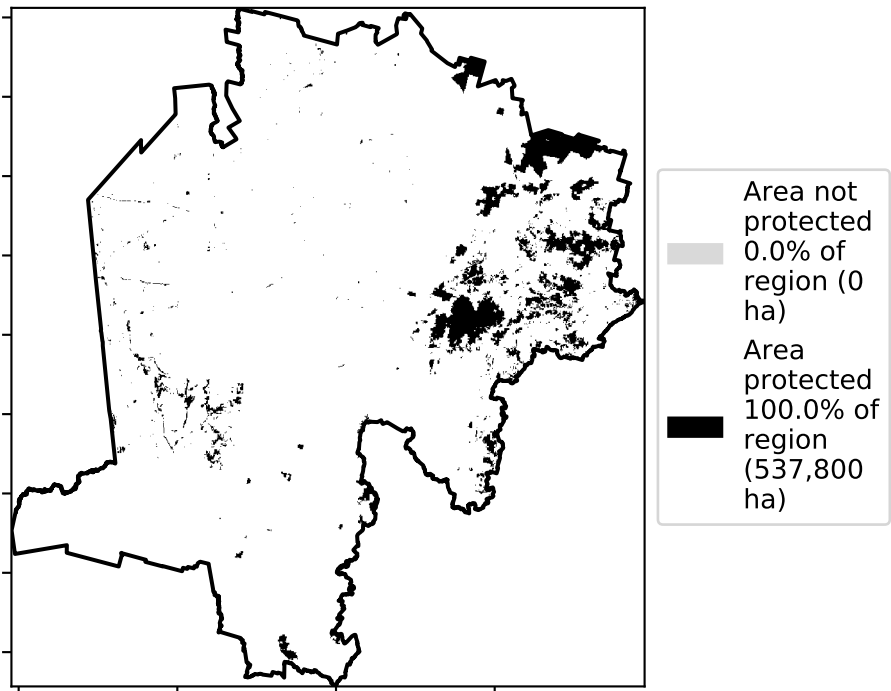 Area not
protected
0.0% of
region (0
ha)
Area
protected
100.0% of
region
(537,800
ha)